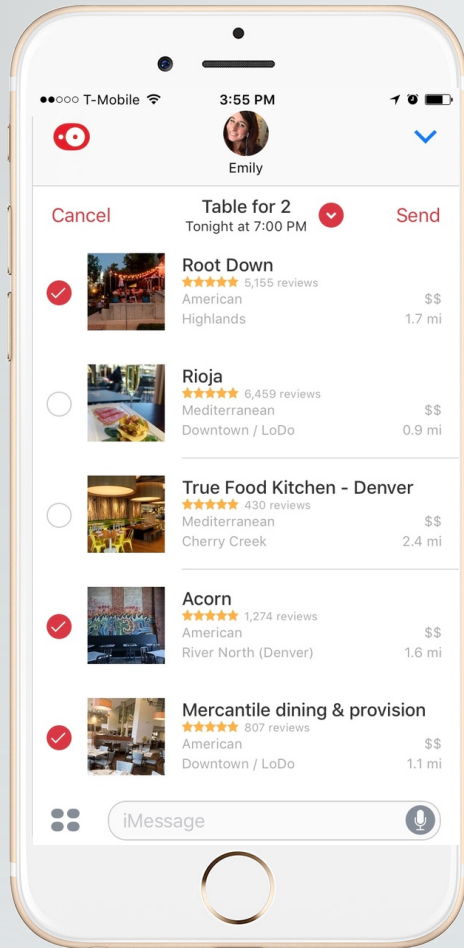 T-Mobile 3:55 PM
Emily
Cancel Table for 2 Send
Tonight at 7:00 PM
Root Down
5,155 reviews
American $$
Highlands 1.7 mi
Rioja
6,459 reviews
Mediterranean $$
Downtown / LoDo 0.9 mi
True Food Kitchen - Denver
430 reviews
Mediterranean $$
Cherry Creek 2.4 mi
Acorn
1,274 reviews
American $$
River North (Denver) 1.6 mi
Mercantile dining & provision
807 reviews
American $$
Downtown / LoDo 1.1 mi
iMessage